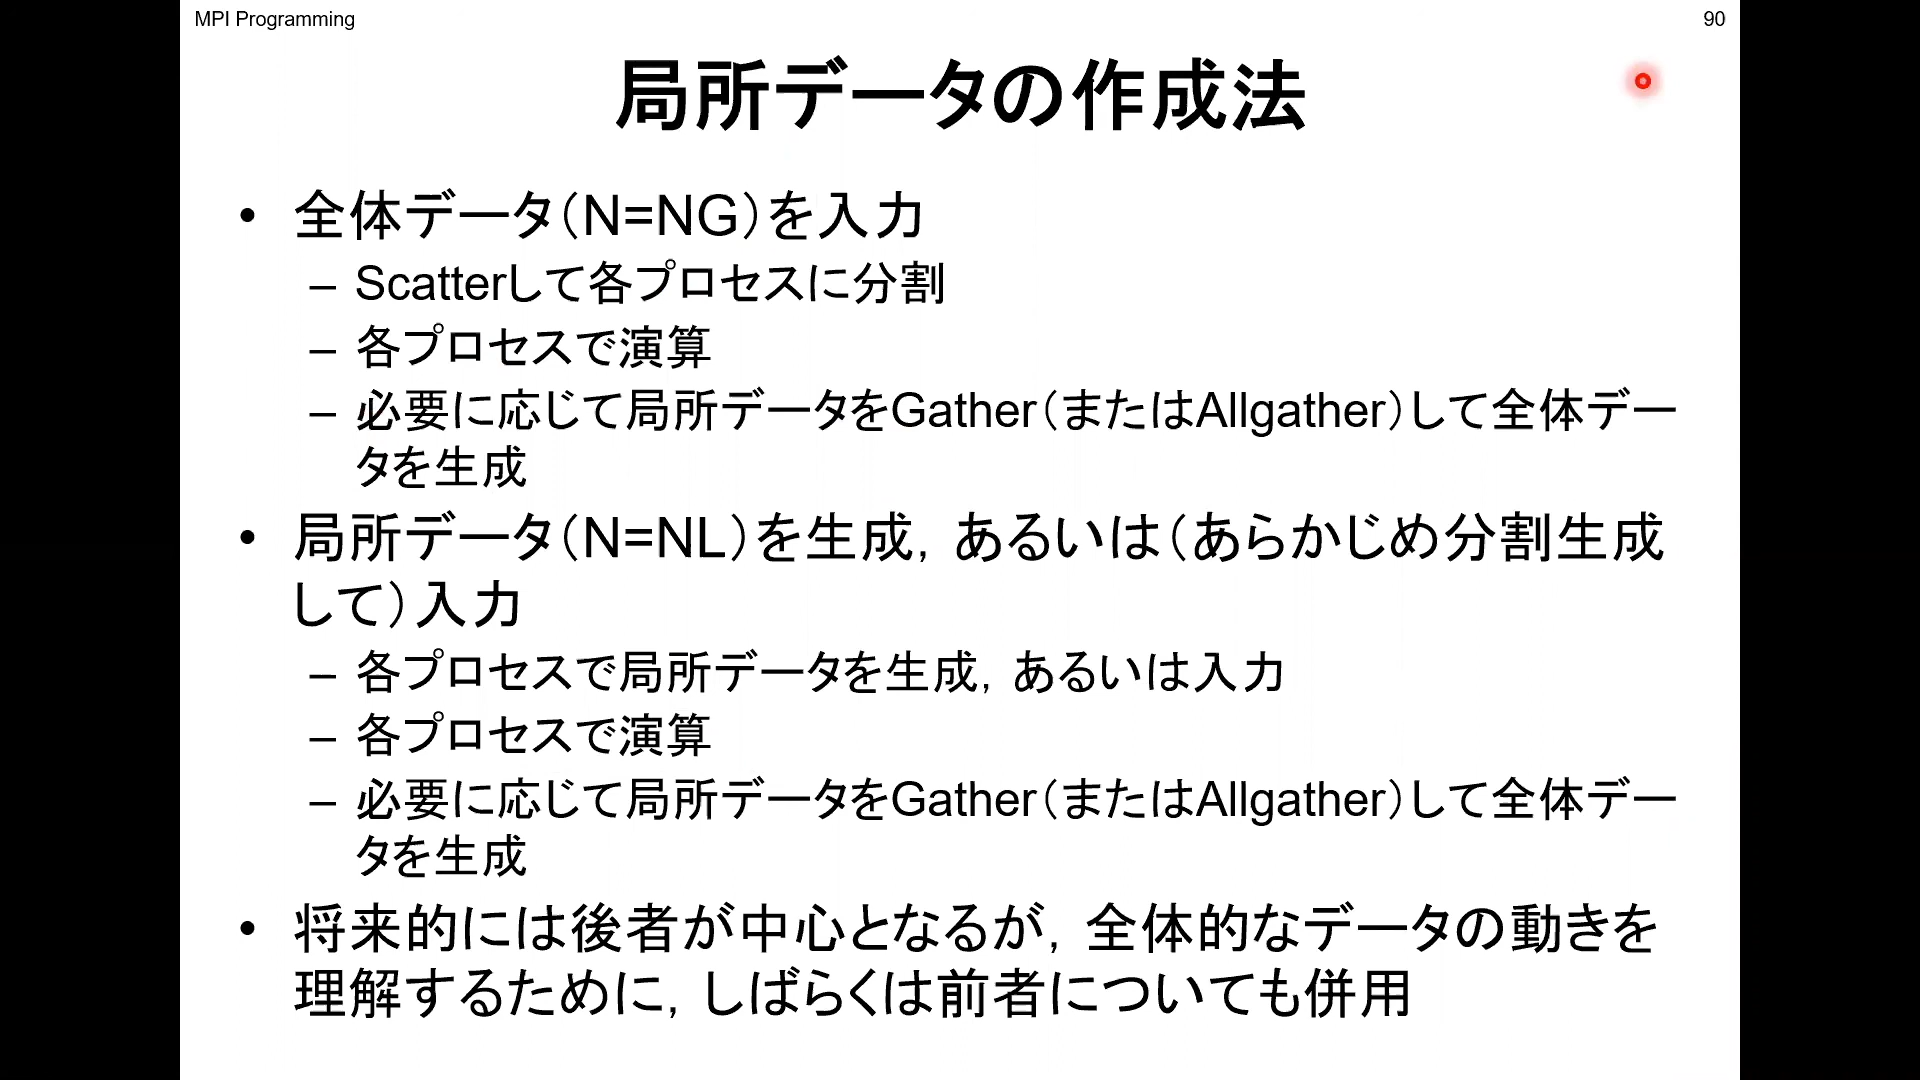 MPI Programming
90
局所データの作成法
• 全体データ（N=NG）を入力
– Scatterして各プロセスに分割
– 各プロセスで演算
– 必要に応じて局所データをGather（またはAllgather）して全体デー
タを生成
• 局所データ（N=NL）を生成，あるいは（あらかじめ分割生成
して）入力
– 各プロセスで局所データを生成，あるいは入力
– 各プロセスで演算
– 必要に応じて局所データをGather（またはAllgather）して全体デー
タを生成
• 将来的には後者が中心となるが，全体的なデータの動きを
理解するために，しばらくは前者についても併用